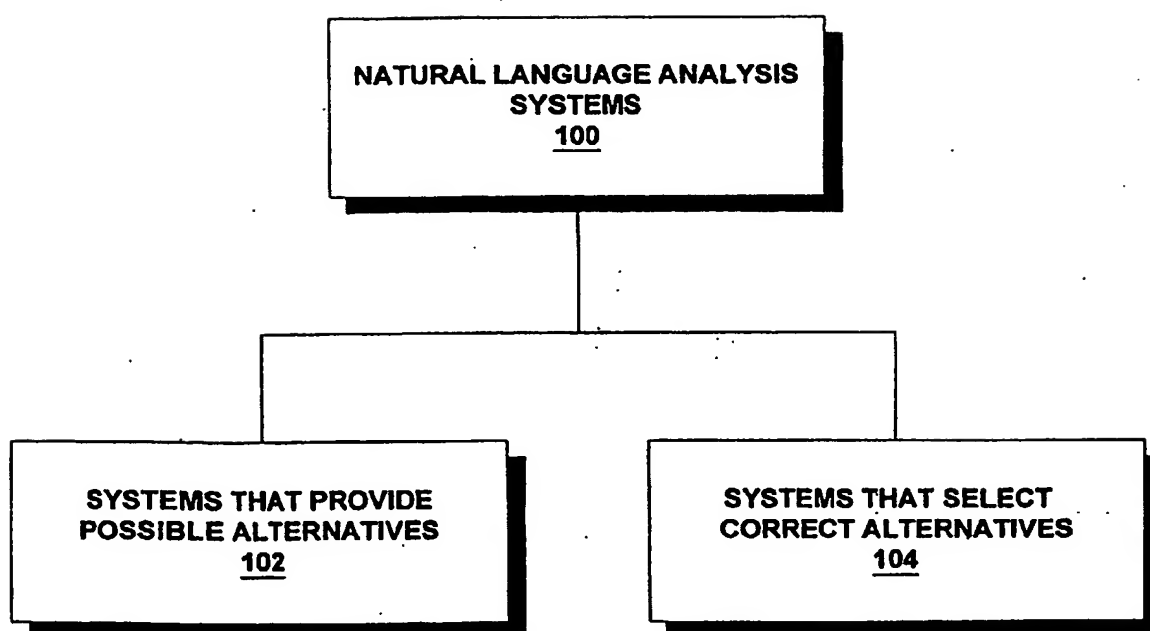 NATURAL LANGUAGE ANALYSIS
SYSTEMS
100
SYSTEMS THAT PROVIDE
POSSIBLE ALTERNATIVES
102
SYSTEMS THAT SELECT
CORRECT ALTERNATIVES
104